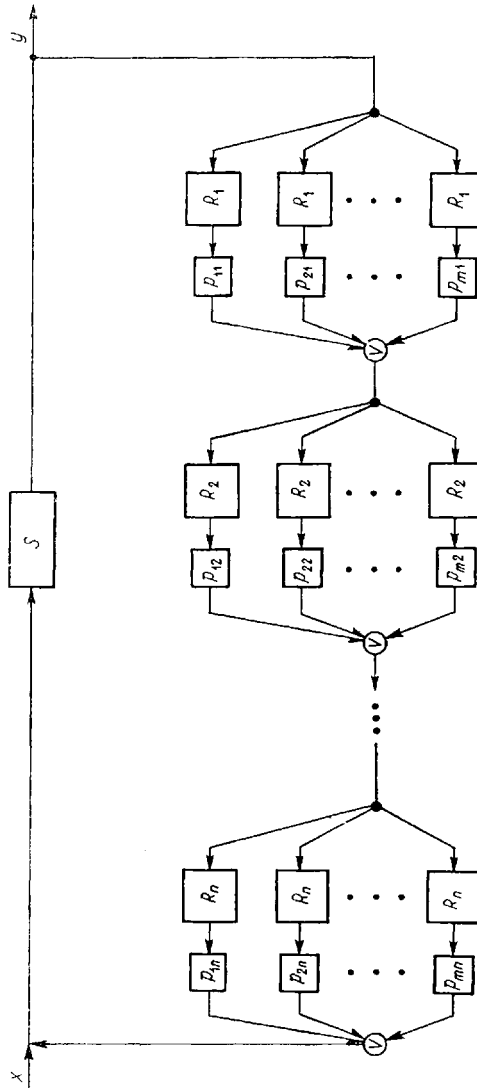 y
S
x
R₁
R₁
R₁
p₁₁
p₂₁
pₘ₁
V
R₂
R₂
R₂
p₁₂
p₂₂
pₘ₂
V
Rₙ
Rₙ
Rₙ
p₁ₙ
p₂ₙ
pₘₙ
V